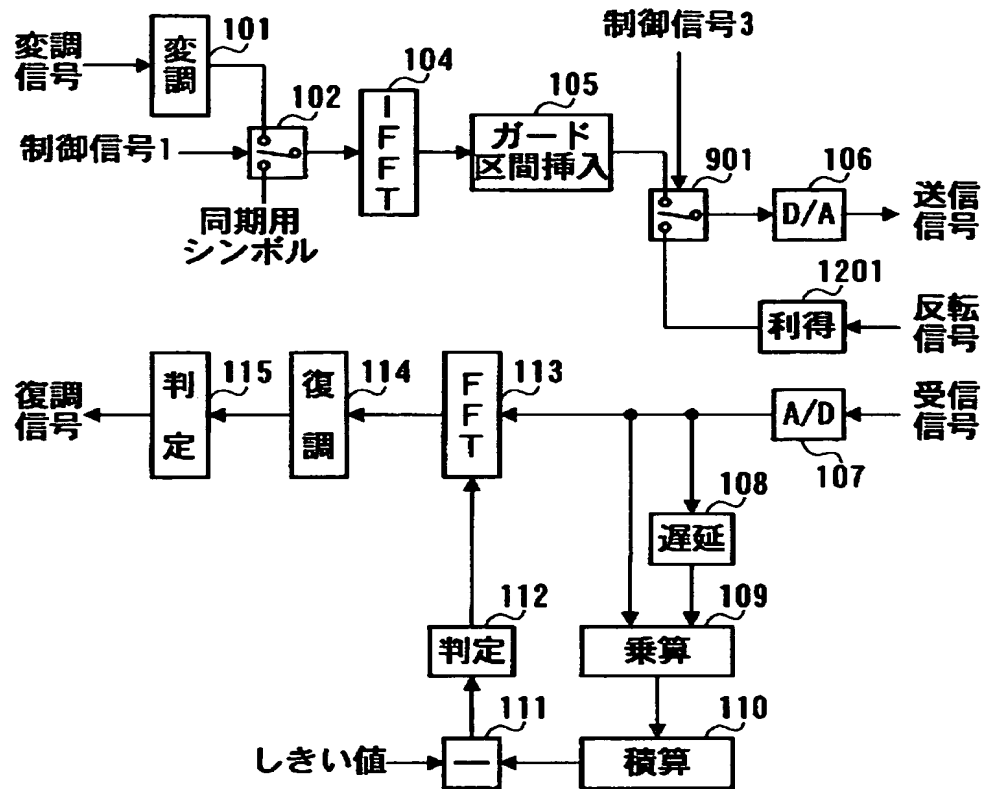 変調
信号
変調
101
制御信号1
102
同期用
シンボル
IFFT
104
ガード
区間挿入
105
制御信号3
901
D/A
106
送信
信号
利得
1201
反転
信号
復調
信号
判定
115
復調
114
FFT
113
A/D
107
受信
信号
遅延
108
乗算
109
判定
112
しきい値
—
111
積算
110